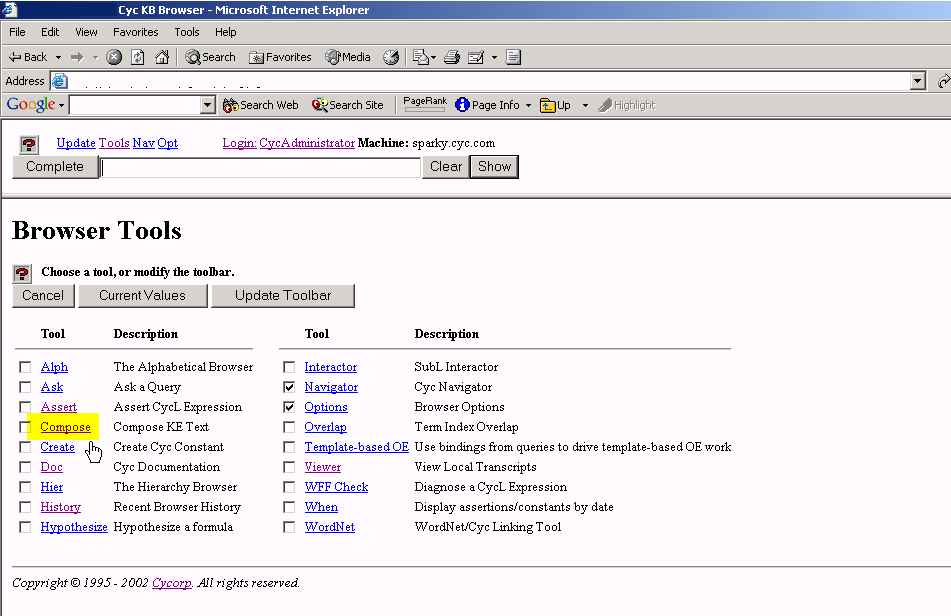 Cyc KB Browser - Microsoft Internet Explorer
File Edit View Favorites Tools Help
Back Search Favorites Media
Address
Google Search Web Search Site PageRank Page Info Up Highlight
Update Tools Nav Opt Login: CycAdministrator Machine: sparky.cyc.com
Complete Clear Show
Browser Tools
Choose a tool, or modify the toolbar.
Cancel Current Values Update Toolbar
Tool Description Tool Description
Alph The Alphabetical Browser Interactor SubL Interactor
Ask Ask a Query Navigator Cyc Navigator
Assert Assert CycL Expression Options Browser Options
Compose Compose KE Text Overlap Term Index Overlap
Create Create Cyc Constant Template-based OE Use bindings from queries to drive template-based OE work
Doc Cyc Documentation Viewer View Local Transcripts
Hier The Hierarchy Browser WFF Check Diagnose a CycL Expression
History Recent Browser History When Display assertions/constants by date
Hypothesize Hypothesize a formula WordNet WordNet/Cyc Linking Tool
Copyright © 1995 - 2002 Cycorp. All rights reserved.